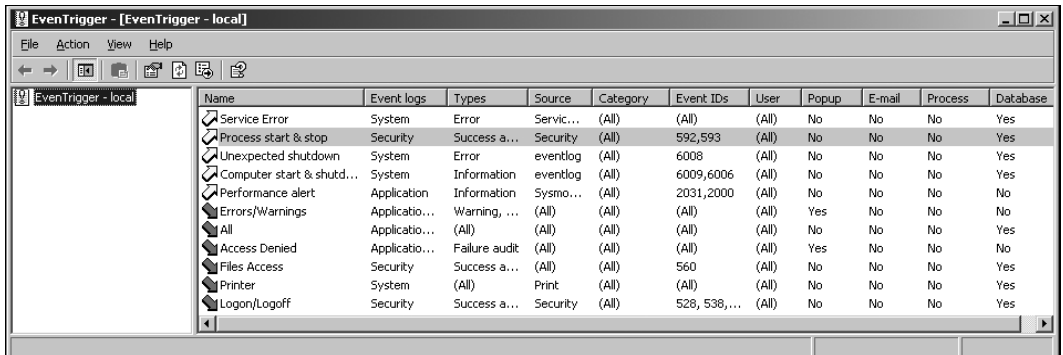 EvenTrigger - [EvenTrigger - local]
File Action View Help
EvenTrigger - local
Name Event logs Types Source Category Event IDs User Popup E-mail Process Database
Service Error System Error Servic... (All) (All) (All) No No No Yes
Process start & stop Security Success a... Security (All) 592,593 (All) No No No Yes
Unexpected shutdown System Error eventlog (All) 6008 (All) No No No Yes
Computer start & shutd... System Information eventlog (All) 6009,6006 (All) No No No Yes
Performance alert Application Information Sysmo... (All) 2031,2000 (All) No No No No
Errors/Warnings Applicatio... Warning, ... (All) (All) (All) (All) Yes No No No
All Applicatio... (All) (All) (All) (All) (All) No No No Yes
Access Denied Applicatio... Failure audit (All) (All) (All) (All) Yes No No No
Files Access Security Success a... (All) (All) 560 (All) No No No Yes
Printer System (All) Print (All) (All) (All) No No No Yes
Logon/Logoff Security Success a... Security (All) 528, 538,... (All) No No No Yes